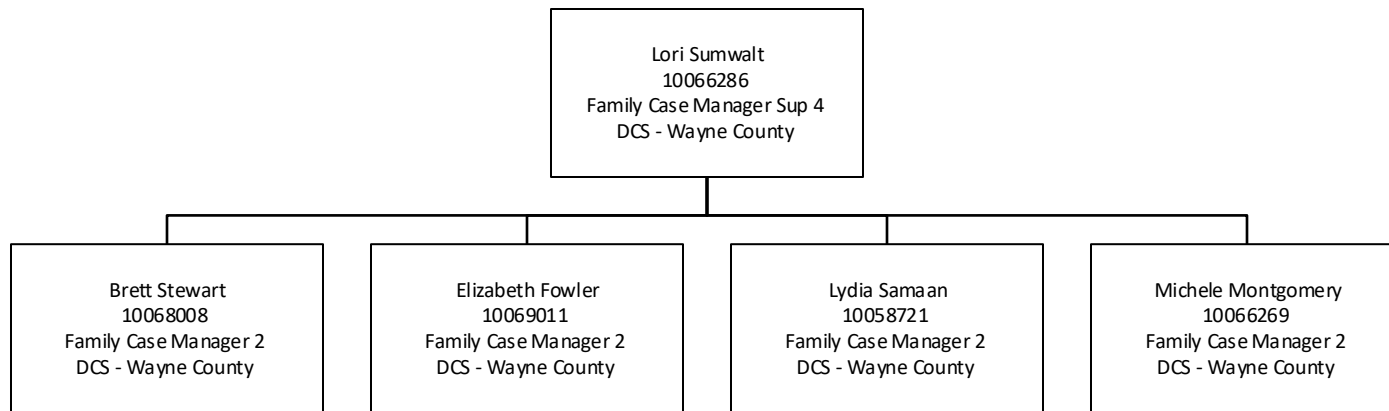 Lori Sumwalt
10066286
Family Case Manager Sup 4
DCS - Wayne County
Brett Stewart
10068008
Family Case Manager 2
DCS - Wayne County
Elizabeth Fowler
10069011
Family Case Manager 2
DCS - Wayne County
Lydia Samaan
10058721
Family Case Manager 2
DCS - Wayne County
Michele Montgomery
10066269
Family Case Manager 2
DCS - Wayne County